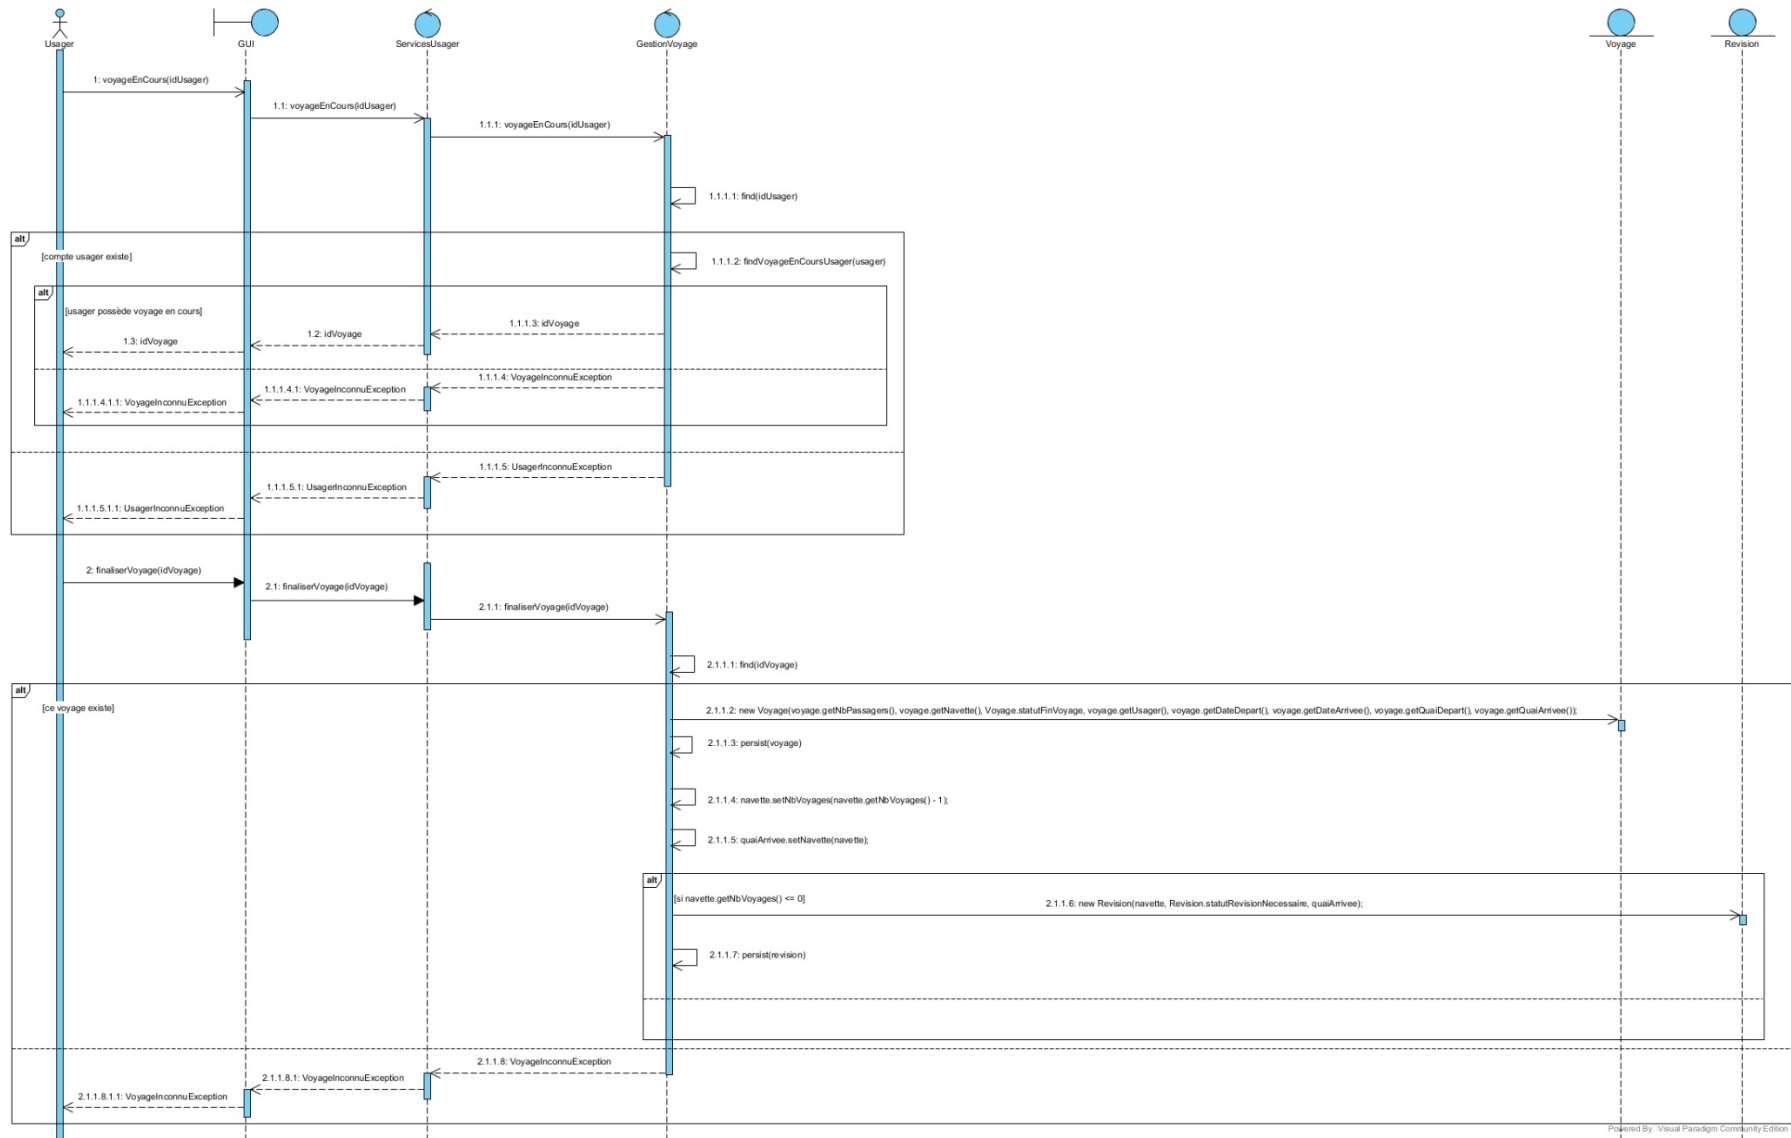 Usager
GUI
ServicesUsager
GestionVoyage
Voyage
Revision
1: voyageEnCours(idUsager)
1.1: voyageEnCours(idUsager)
1.1.1: voyageEnCours(idUsager)
1.1.1.1: find(idUsager)
alt
[compte usager existe]
1.1.1.2: findVoyageEnCoursUsager(usager)
alt
[usager possède voyage en cours]
1.1.1.3: idVoyage
1.2: idVoyage
1.3: idVoyage
1.1.1.4: VoyageInconnuException
1.1.1.4.1: VoyageInconnuException
1.1.1.4.1.1: VoyageInconnuException
1.1.1.5: UsagerInconnuException
1.1.1.5.1: UsagerInconnuException
1.1.1.5.1.1: UsagerInconnuException
2: finaliserVoyage(idVoyage)
2.1: finaliserVoyage(idVoyage)
2.1.1: finaliserVoyage(idVoyage)
2.1.1.1: find(idVoyage)
alt
[ce voyage existe]
2.1.1.2: new Voyage(voyage.getNbPassagers(), voyage.getNavette(), Voyage.statutFinVoyage, voyage.getUsager(), voyage.getDateDepart(), voyage.getDateArrivee(), voyage.getQuaiDepart(), voyage.getQuaiArrivee());
2.1.1.3: persist(voyage)
2.1.1.4: navette.setNbVoyages(navette.getNbVoyages() - 1);
2.1.1.5: quaiArrivee.setNavette(navette);
alt
[si navette.getNbVoyages() <= 0]
2.1.1.6: new Revision(navette, Revision.statutRevisionNecessaire, quaiArrivee);
2.1.1.7: persist(revision)
2.1.1.8: VoyageInconnuException
2.1.1.8.1: VoyageInconnuException
2.1.1.8.1.1: VoyageInconnuException
Powered By Visual Paradigm Community Edition